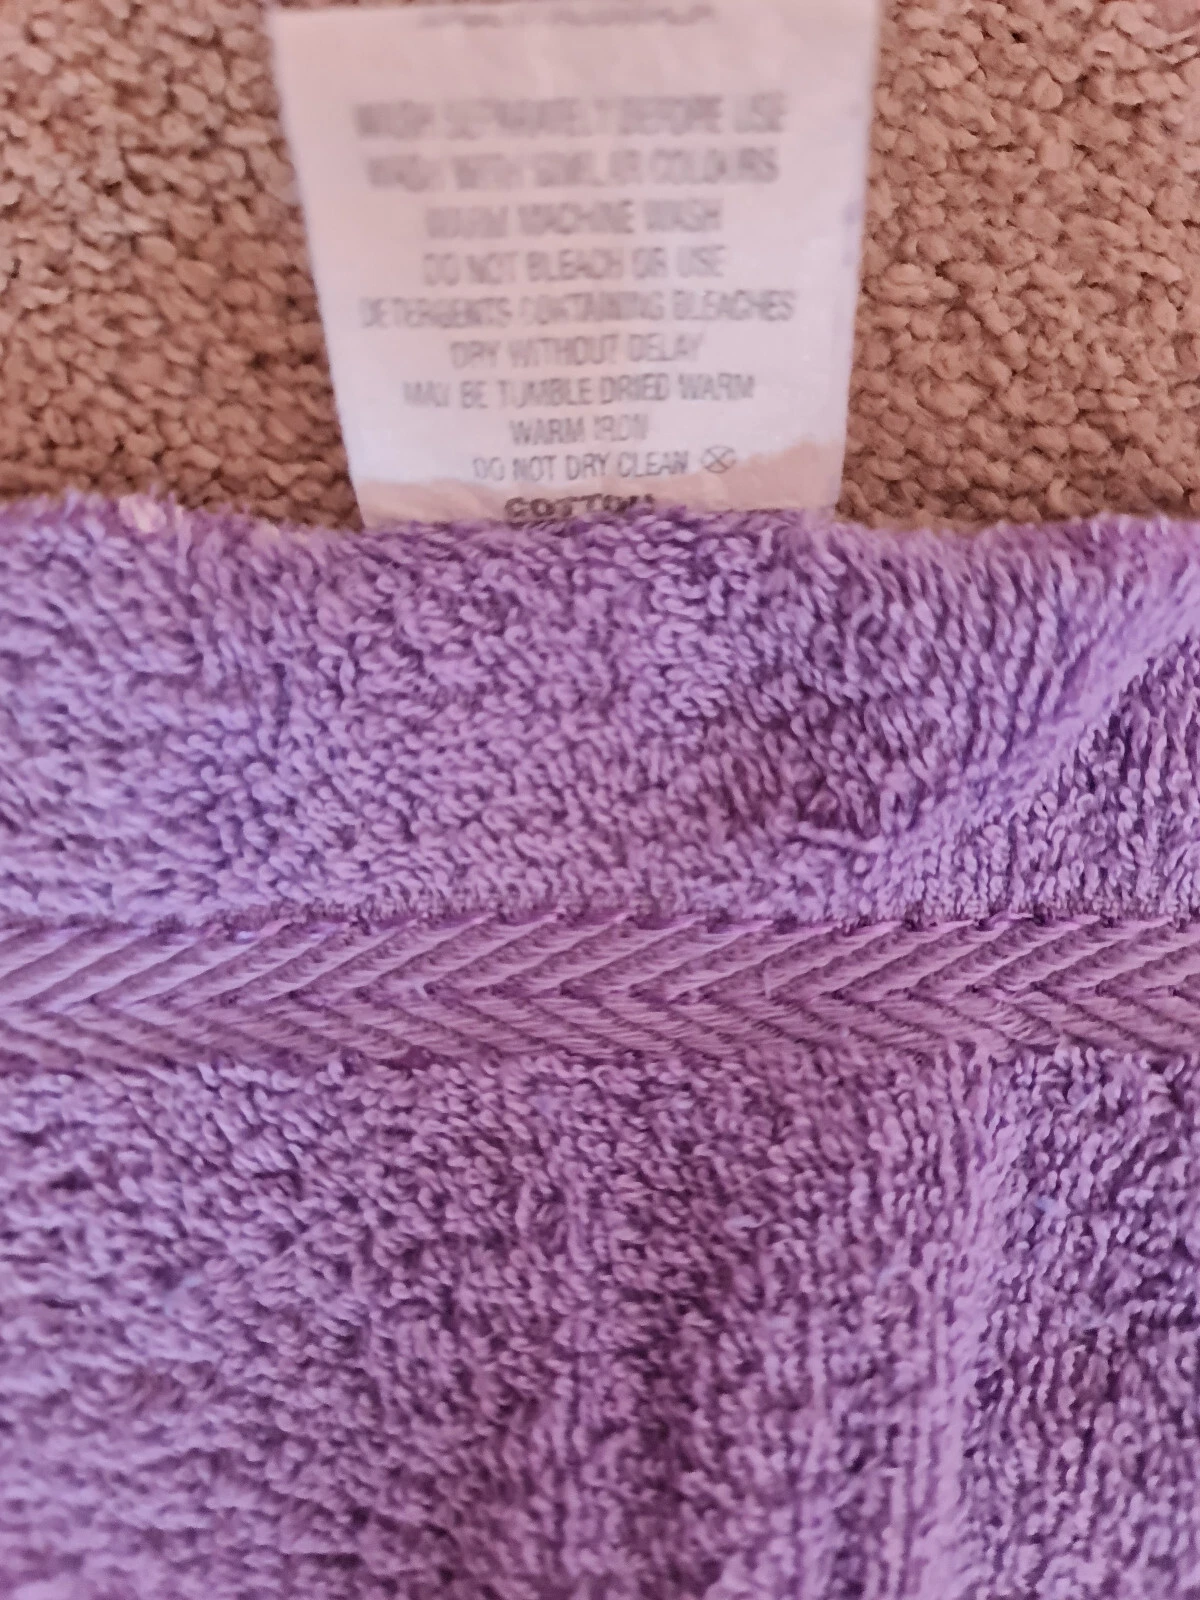 WASH SEPARATELY BEFORE USE
WASH WITH SIMILAR COLOURS
WARM MACHINE WASH
DO NOT BLEACH OR USE
DETERGENTS CONTAINING BLEACHES
DRY WITHOUT DELAY
MAY BE TUMBLE DRIED WARM
WARM IRON
DO NOT DRY CLEAN
COTTON